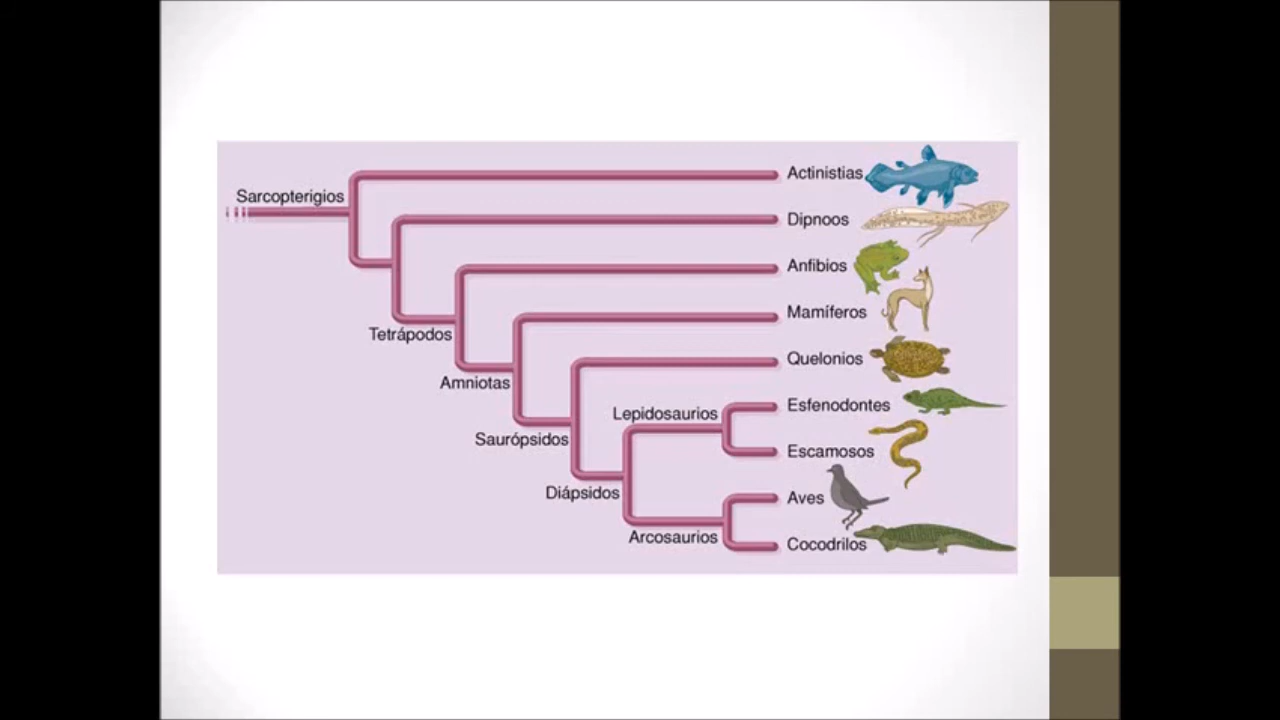 Actinistias
Sarcopterigios
Dipnoos
Anfibios
Mamíferos
Tetrápodos
Quelonios
Amniotas
Esfenodontes
Lepidosaurios
Saurópsidos
Escamosos
Diápsidos
Aves
Arcosaurios
Cocodrilos